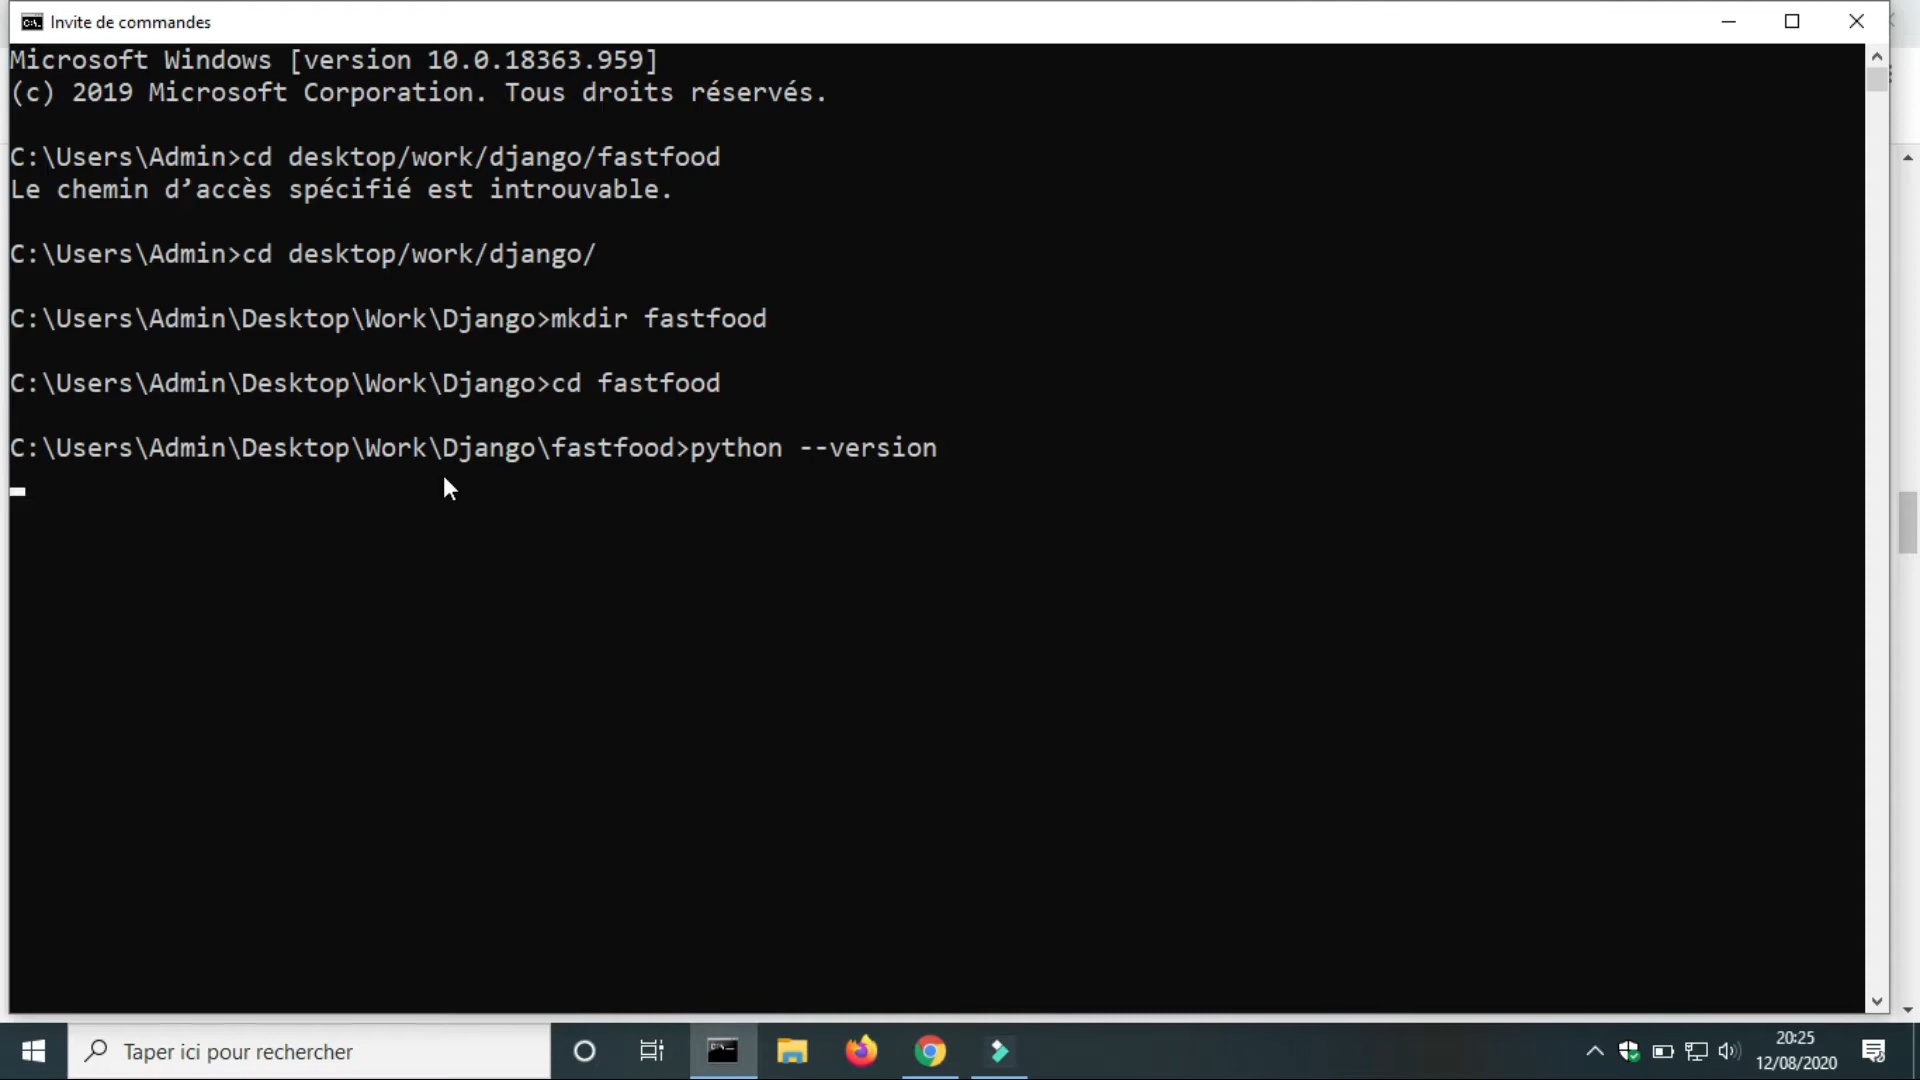 Invite de commandes
Microsoft Windows [version 10.0.18363.959]
(c) 2019 Microsoft Corporation. Tous droits réservés.
C:\Users\Admin>cd desktop/work/django/fastfood
Le chemin d’accès spécifié est introuvable.
C:\Users\Admin>cd desktop/work/django/
C:\Users\Admin\Desktop\Work\Django>mkdir fastfood
C:\Users\Admin\Desktop\Work\Django>cd fastfood
C:\Users\Admin\Desktop\Work\Django\fastfood>python --version
Taper ici pour rechercher
20:25
12/08/2020